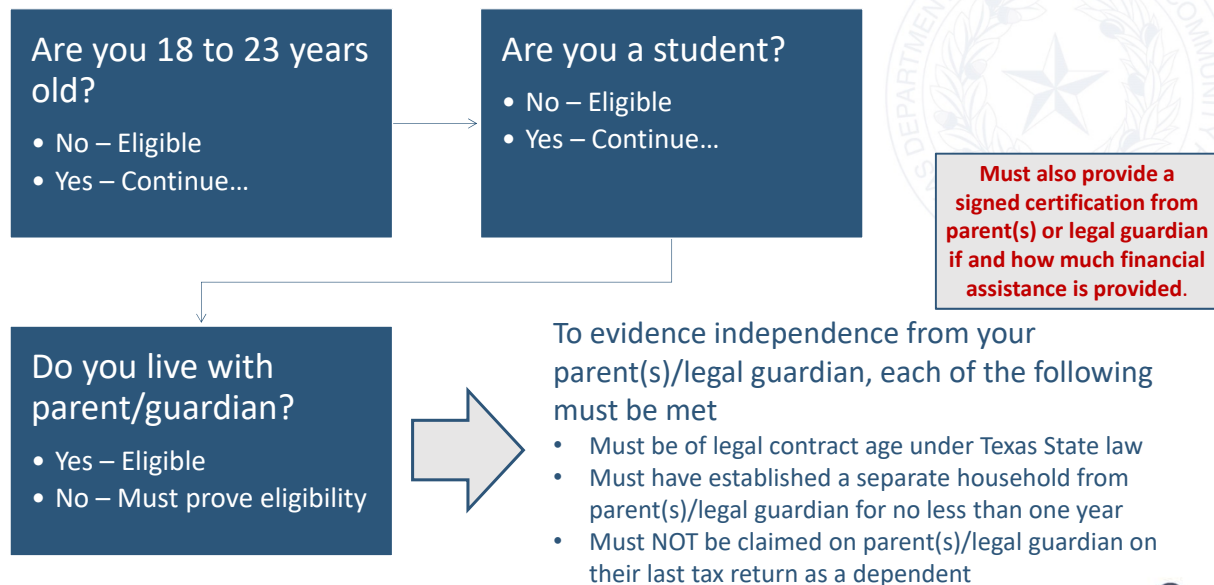 Are you 18 to 23 years
old?
• No – Eligible
• Yes – Continue…
Are you a student?
• No – Eligible
• Yes – Continue…
Must also provide a
signed certification from
parent(s) or legal guardian
if and how much financial
assistance is provided.
Do you live with
parent/guardian?
• Yes – Eligible
• No – Must prove eligibility
To evidence independence from your
parent(s)/legal guardian, each of the following
must be met
• Must be of legal contract age under Texas State law
• Must have established a separate household from
parent(s)/legal guardian for no less than one year
• Must NOT be claimed on parent(s)/legal guardian on
their last tax return as a dependent